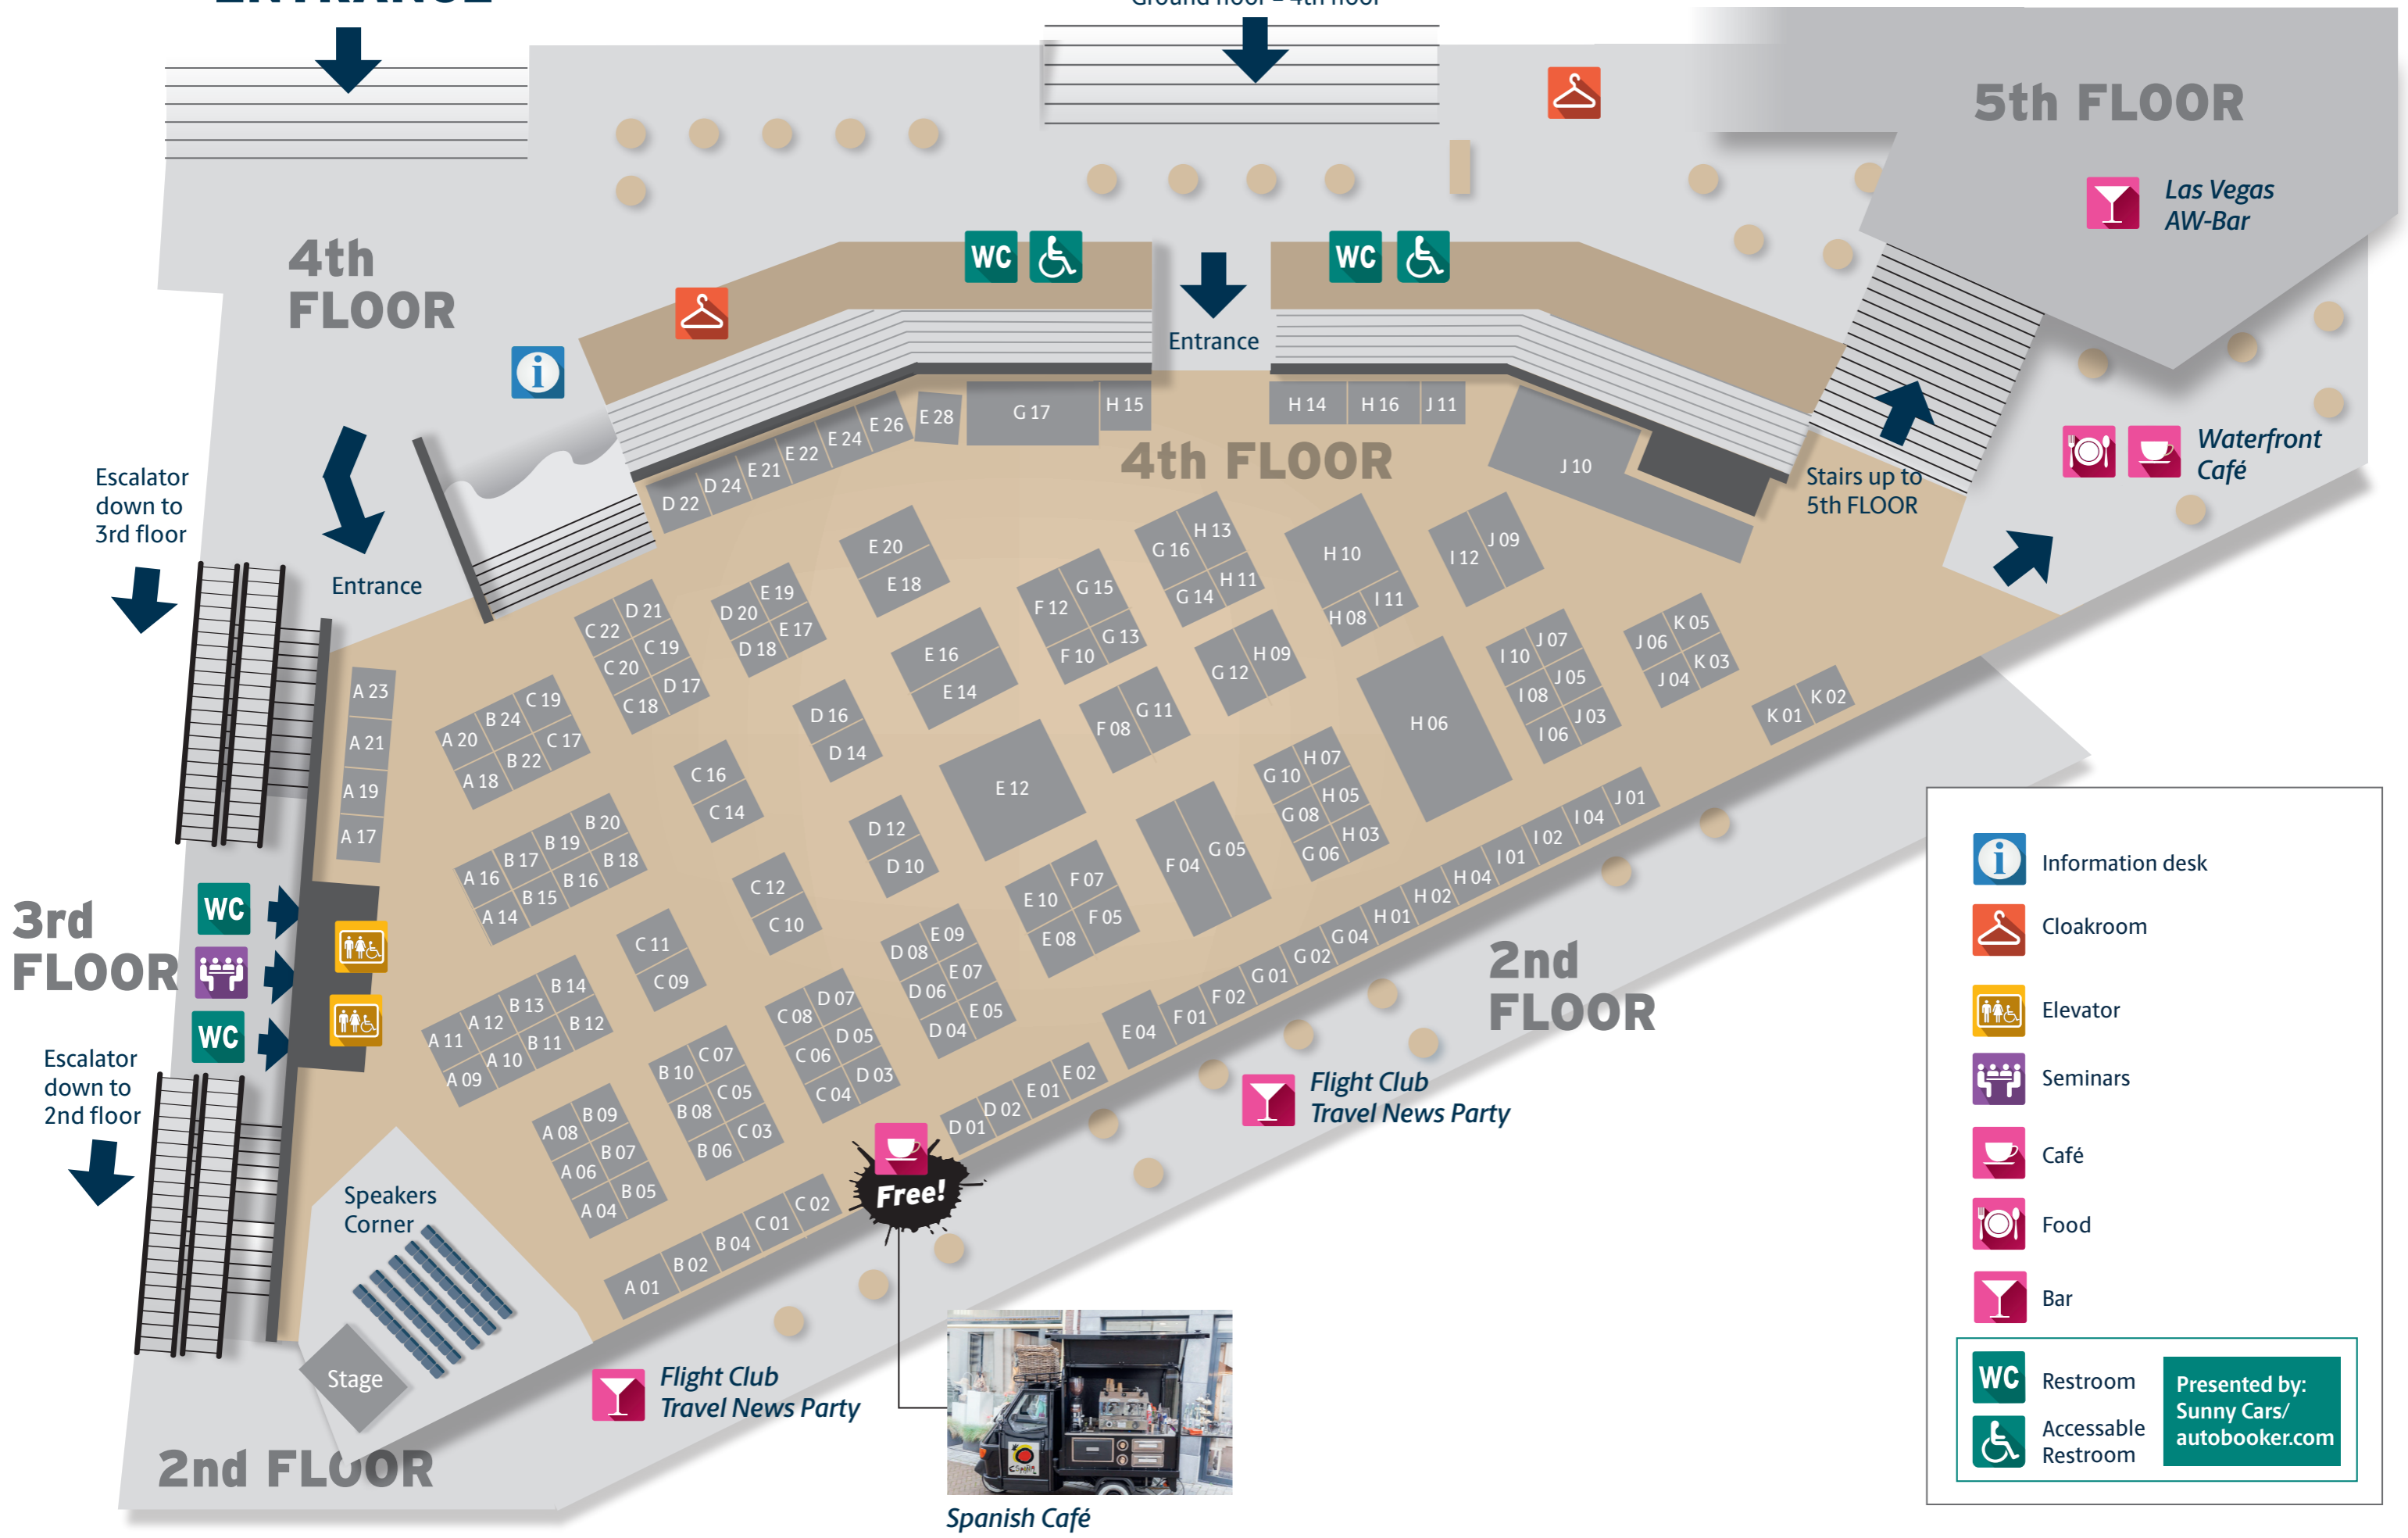 ENTRANCE
Ground floor – 4th floor
5th FLOOR
Las Vegas
AW-Bar
4th
FLOOR
WC
WC
Entrance
Waterfront
Café
Stairs up to
5th FLOOR
4th FLOOR
Escalator
down to
3rd floor
Entrance
E 28
G 17
H 15
H 14
H 16
J 11
D 22
D 24
E 21
E 22
E 24
E 26
J 10
E 20
E 18
G 16
H 13
G 14
H 11
H 10
H 08
I 11
I 12
J 09
F 12
G 15
F 10
G 13
D 20
E 19
D 18
E 17
C 22
D 21
C 20
C 19
C 18
D 17
E 16
E 14
G 12
H 09
I 10
J 07
I 08
J 05
I 06
J 03
J 06
K 05
J 04
K 03
K 01
K 02
A 23
A 21
A 19
A 17
A 20
B 24
C 19
A 18
B 22
C 17
D 16
D 14
F 08
G 11
H 06
C 16
C 14
E 12
G 10
H 07
G 08
H 05
G 06
H 03
A 16
B 17
B 19
B 20
A 14
B 15
B 16
B 18
D 12
D 10
F 04
G 05
C 12
C 10
E 10
F 07
E 08
F 05
C 11
C 09
D 08
E 09
D 06
E 07
D 04
E 05
A 11
A 12
B 13
B 14
A 09
A 10
B 11
B 12
C 08
D 07
C 06
D 05
C 04
D 03
B 10
C 07
B 08
C 05
B 06
C 03
A 08
B 09
A 06
B 07
A 04
B 05
A 01
B 02
B 04
C 01
C 02
D 01
D 02
E 01
E 02
E 04
F 01
F 02
G 01
G 02
G 04
H 01
H 02
H 04
I 01
I 02
I 04
J 01
3rd
FLOOR
WC
WC
Escalator
down to
2nd floor
Speakers
Corner
Stage
2nd FLOOR
2nd
FLOOR
Flight Club
Travel News Party
Flight Club
Travel News Party
Free!
Spanish Café
Information desk
Cloakroom
Elevator
Seminars
Café
Food
Bar
WC
Restroom
Accessable
Restroom
Presented by:
Sunny Cars/
autobooker.com